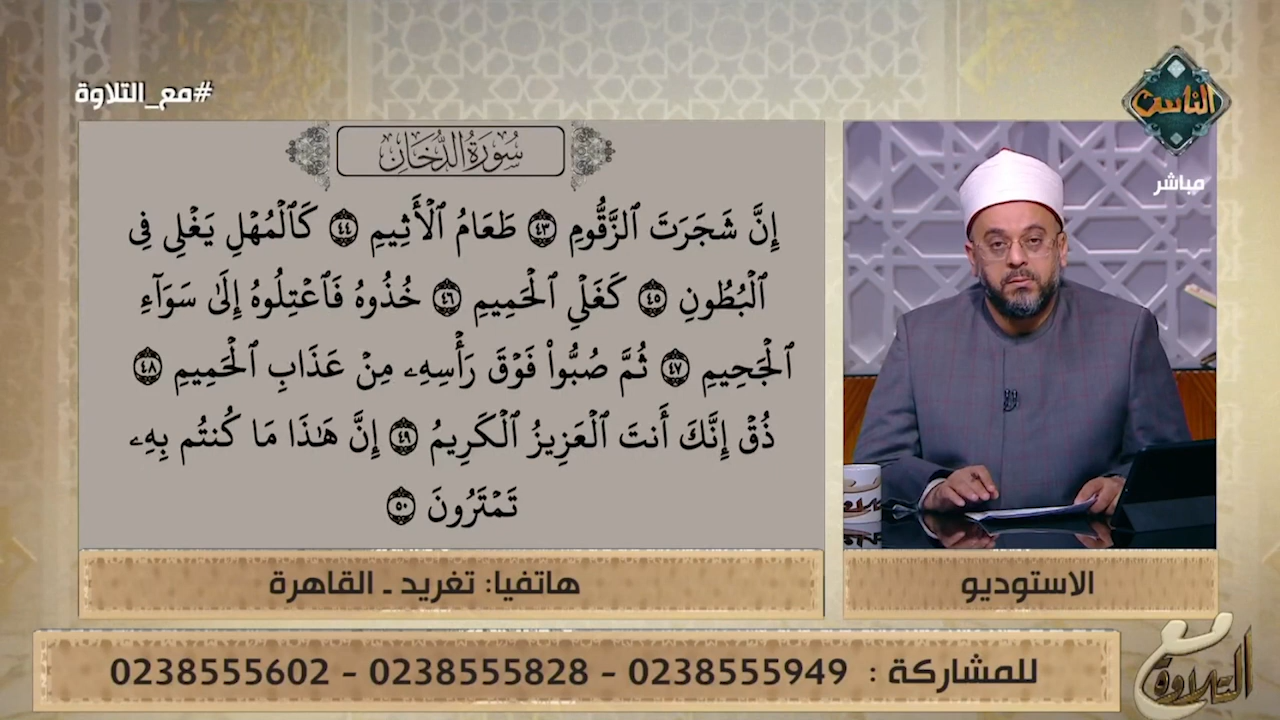 #مع_التلاوة
الناس
مباشر
سُورَةُ الدُّخَانِ
إِنَّ شَجَرَتَ ٱلزَّقُّومِ ٤٣ طَعَامُ ٱلْأَثِيمِ ٤٤ كَٱلْمُهْلِ يَغْلِى فِى
ٱلْبُطُونِ ٤٥ كَغَلْىِ ٱلْحَمِيمِ ٤٦ خُذُوهُ فَٱعْتِلُوهُ إِلَىٰ سَوَآءِ
ٱلْجَحِيمِ ٤٧ ثُمَّ صُبُّوا۟ فَوْقَ رَأْسِهِۦ مِنْ عَذَابِ ٱلْحَمِيمِ ٤٨
ذُقْ إِنَّكَ أَنتَ ٱلْعَزِيزُ ٱلْكَرِيمُ ٤٩ إِنَّ هَـٰذَا مَا كُنتُم بِهِۦ
تَمْتَرُونَ ٥٠
الاستوديو
هاتفيا: تغريد ـ القاهرة
للمشاركة : 0238555949 - 0238555828 - 0238555602
مع التلاوة